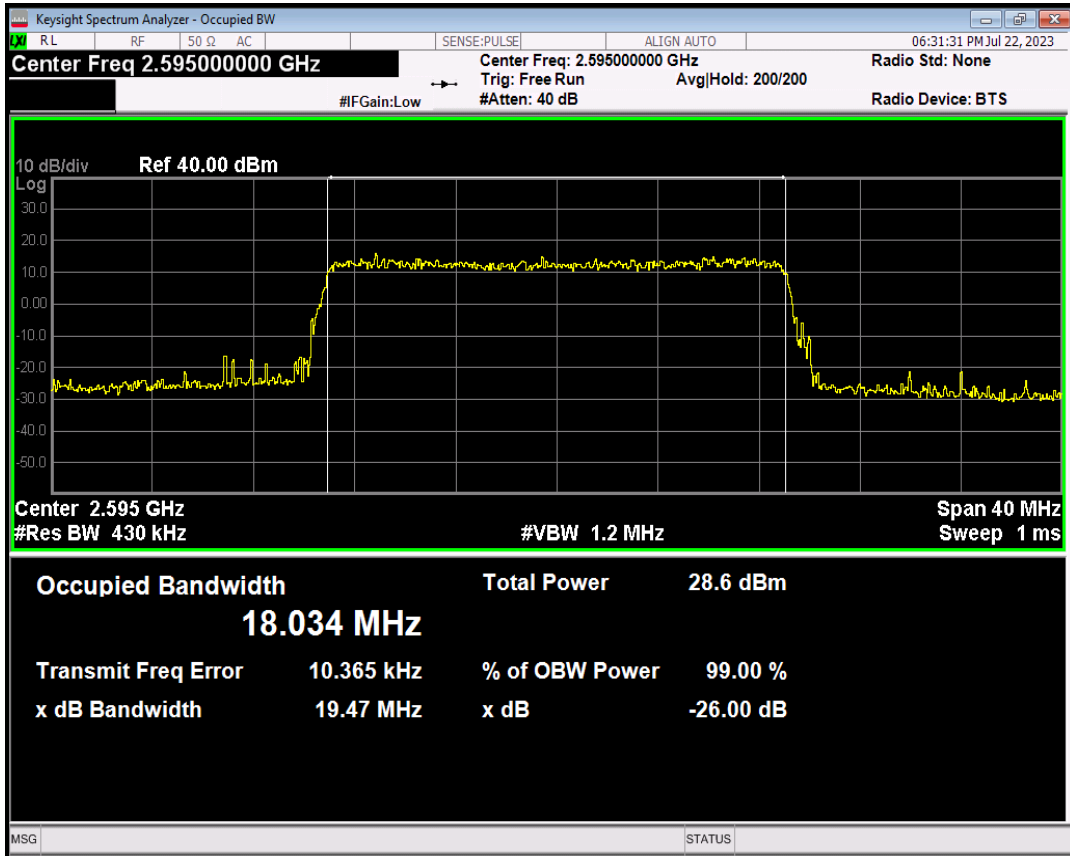 Keysight Spectrum Analyzer - Occupied BW
LXI RL RF 50 Ω AC SENSE:PULSE ALIGN AUTO 06:31:31 PM Jul 22, 2023
Center Freq 2.595000000 GHz Center Freq: 2.595000000 GHz Radio Std: None
Trig: Free Run Avg|Hold: 200/200
#IFGain:Low #Atten: 40 dB Radio Device: BTS
10 dB/div Ref 40.00 dBm
Log
30.0
20.0
10.0
0.00
-10.0
-20.0
-30.0
-40.0
-50.0
Center 2.595 GHz Span 40 MHz
#Res BW 430 kHz #VBW 1.2 MHz Sweep 1 ms
Occupied Bandwidth Total Power 28.6 dBm
18.034 MHz
Transmit Freq Error 10.365 kHz % of OBW Power 99.00 %
x dB Bandwidth 19.47 MHz x dB -26.00 dB
MSG STATUS